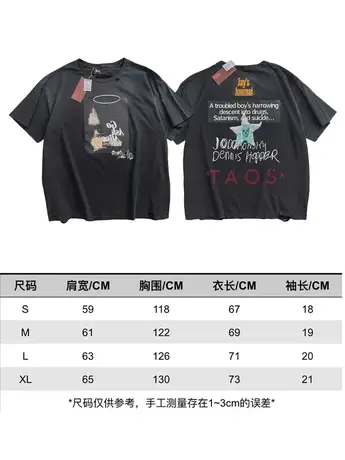 Jay's
Journal
A troubled boy's harrowing
descent into drugs,
Satanism, and suicide...
JODOROWSKY
DENNIS HOPPER
"TAOS"
尺码 肩宽/CM 胸围/CM 衣长/CM 袖长/CM
S 59 118 67 18
M 61 122 69 19
L 63 126 71 20
XL 65 130 73 21
*尺码仅供参考，手工测量存在1~3cm的误差*